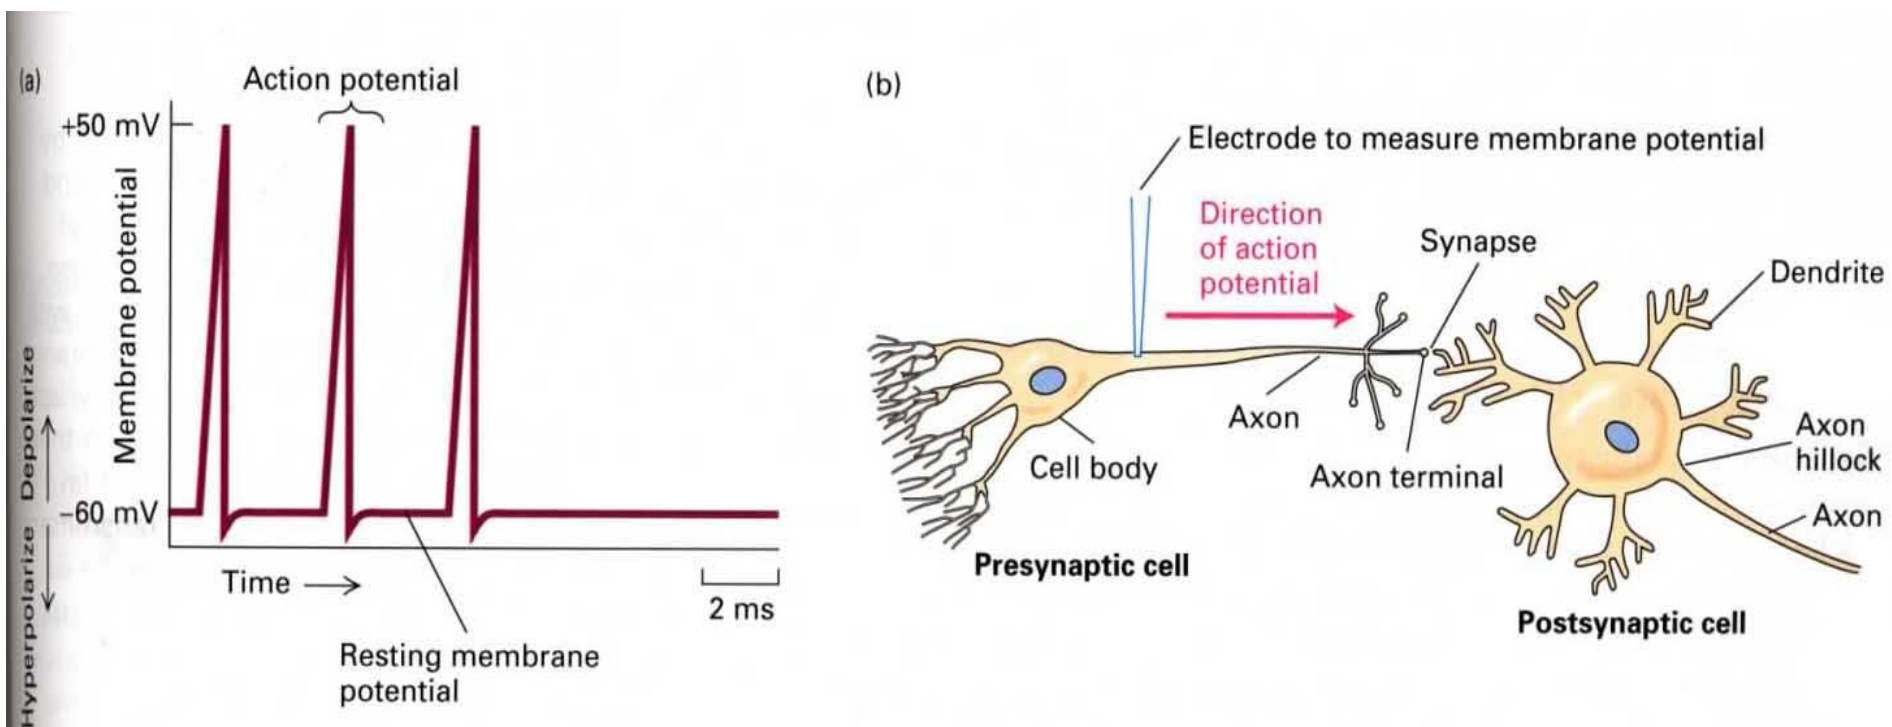 (a)
Action potential
+50 mV
Membrane potential
Depolarize
Hyperpolarize
–60 mV
Time
2 ms
Resting membrane
potential
(b)
Electrode to measure membrane potential
Direction
of action
potential
Synapse
Dendrite
Axon
Cell body
Axon terminal
Axon
hillock
Axon
Presynaptic cell
Postsynaptic cell